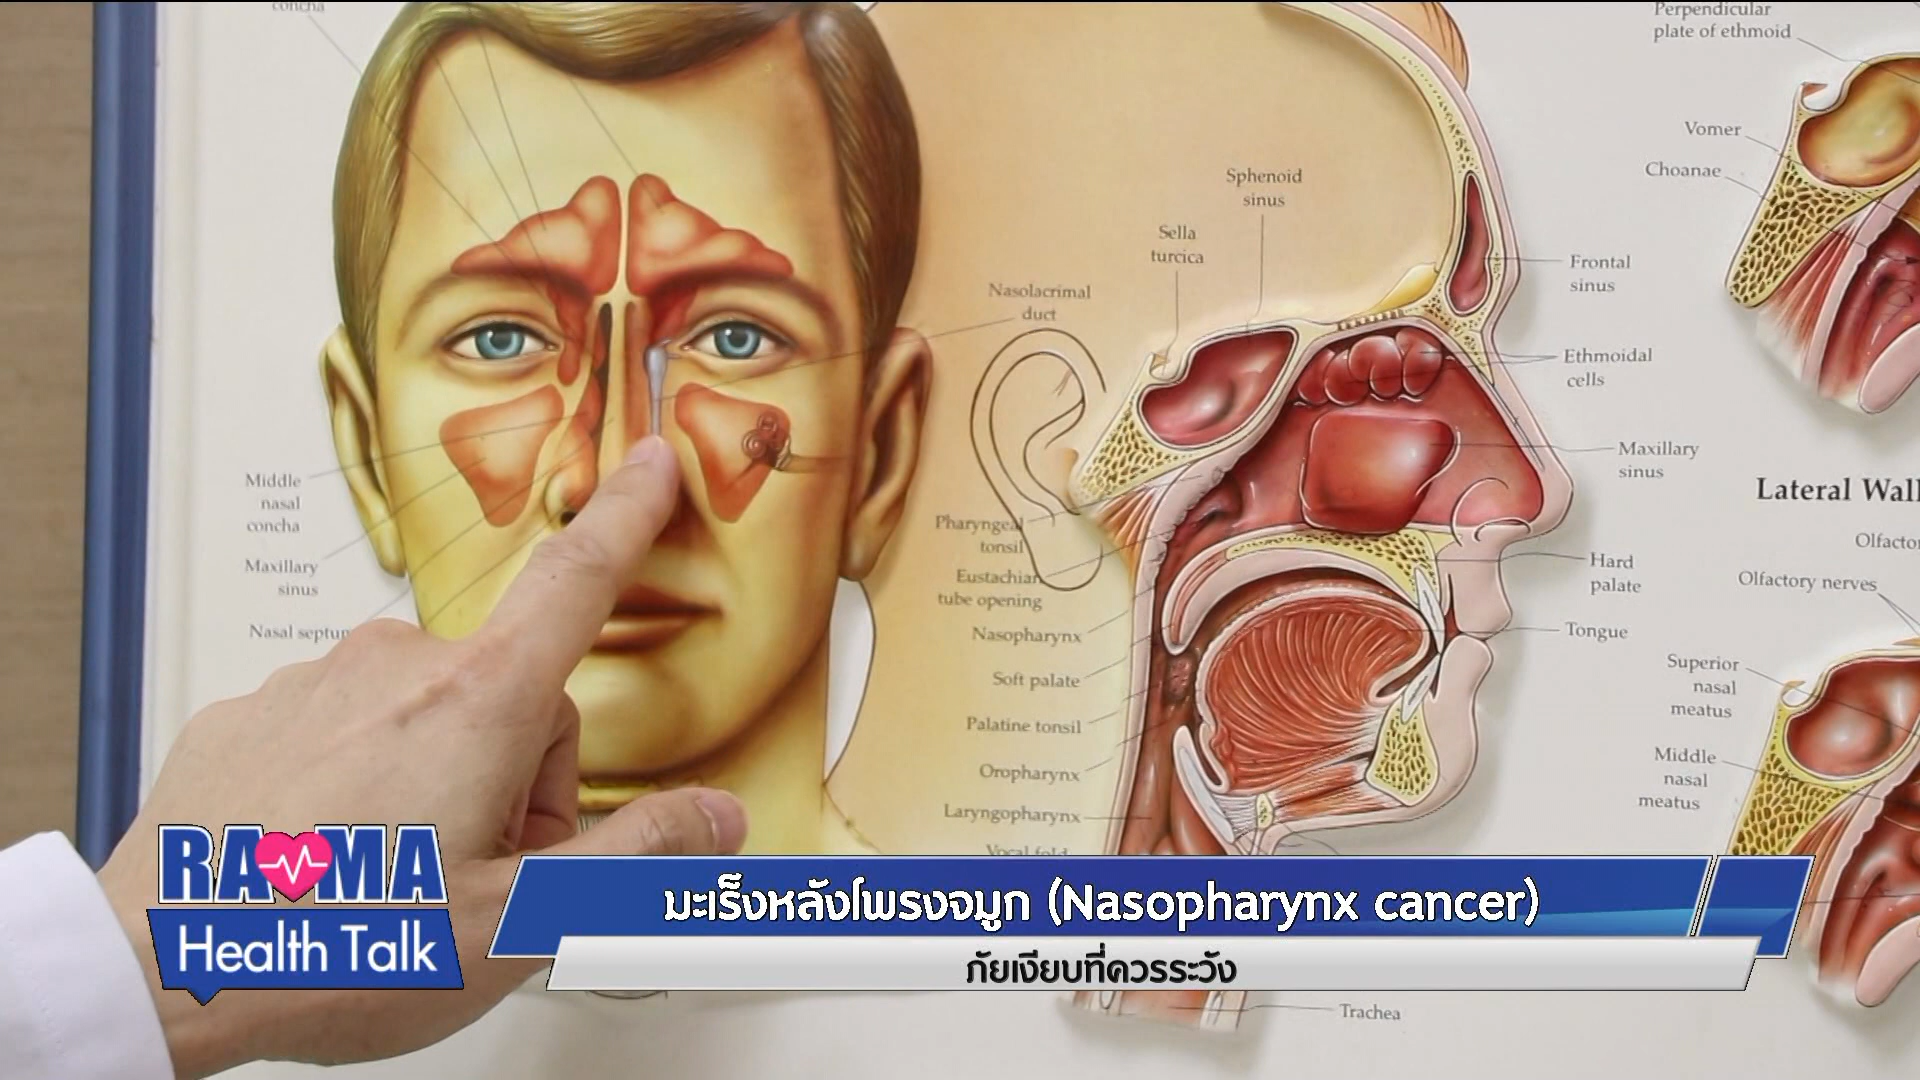 concha
Perpendicular
plate of ethmoid
Vomer
Choanae
Sphenoid
sinus
Sella
turcica
Nasolacrimal
duct
Frontal
sinus
Ethmoidal
cells
Maxillary
sinus
Lateral Wall
Middle
nasal
concha
Maxillary
sinus
Nasal septum
Pharyngeal
tonsil
Eustachian
tube opening
Nasopharynx
Soft palate
Palatine tonsil
Oropharynx
Laryngopharynx
Vocal fold
Hard
palate
Tongue
Olfactory nerves
Superior
nasal
meatus
Middle
nasal
meatus
Trachea
RAMA
Health Talk
มะเร็งหลังโพรงจมูก (Nasopharynx cancer)
ภัยเงียบที่ควรระวัง